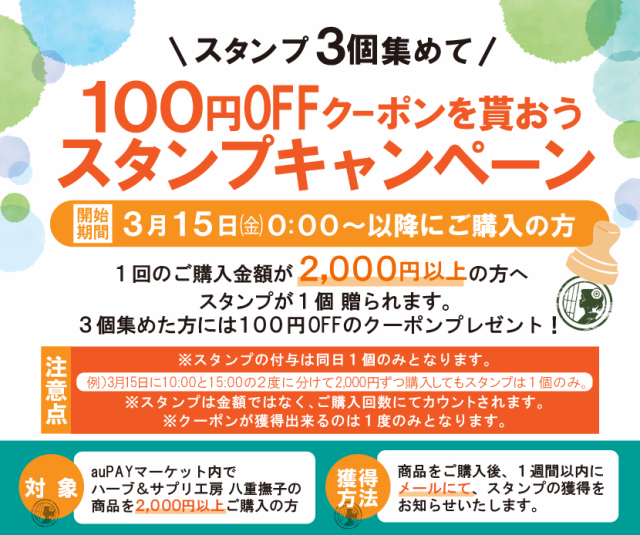 スタンプ3個集めて
100円OFFクーポンを貰おう
スタンプキャンペーン
開始期間 3月15日(金)0:00～以降にご購入の方
1回のご購入金額が 2,000円以上の方へ
スタンプが1個 贈られます。
3個集めた方には100円OFFのクーポンプレゼント！
注意点
※スタンプの付与は同日1個のみとなります。
例)3月15日に10:00と15:00の2度に分けて2,000円ずつ購入してもスタンプは1個のみ。
※スタンプは金額ではなく、ご購入回数にてカウントされます。
※クーポンが獲得出来るのは1度のみとなります。
対象
auPAYマーケット内で
ハーブ＆サプリ工房 八重撫子の
商品を2,000円以上ご購入の方
獲得方法
商品をご購入後、1週間以内に
メールにて、スタンプの獲得を
お知らせいたします。